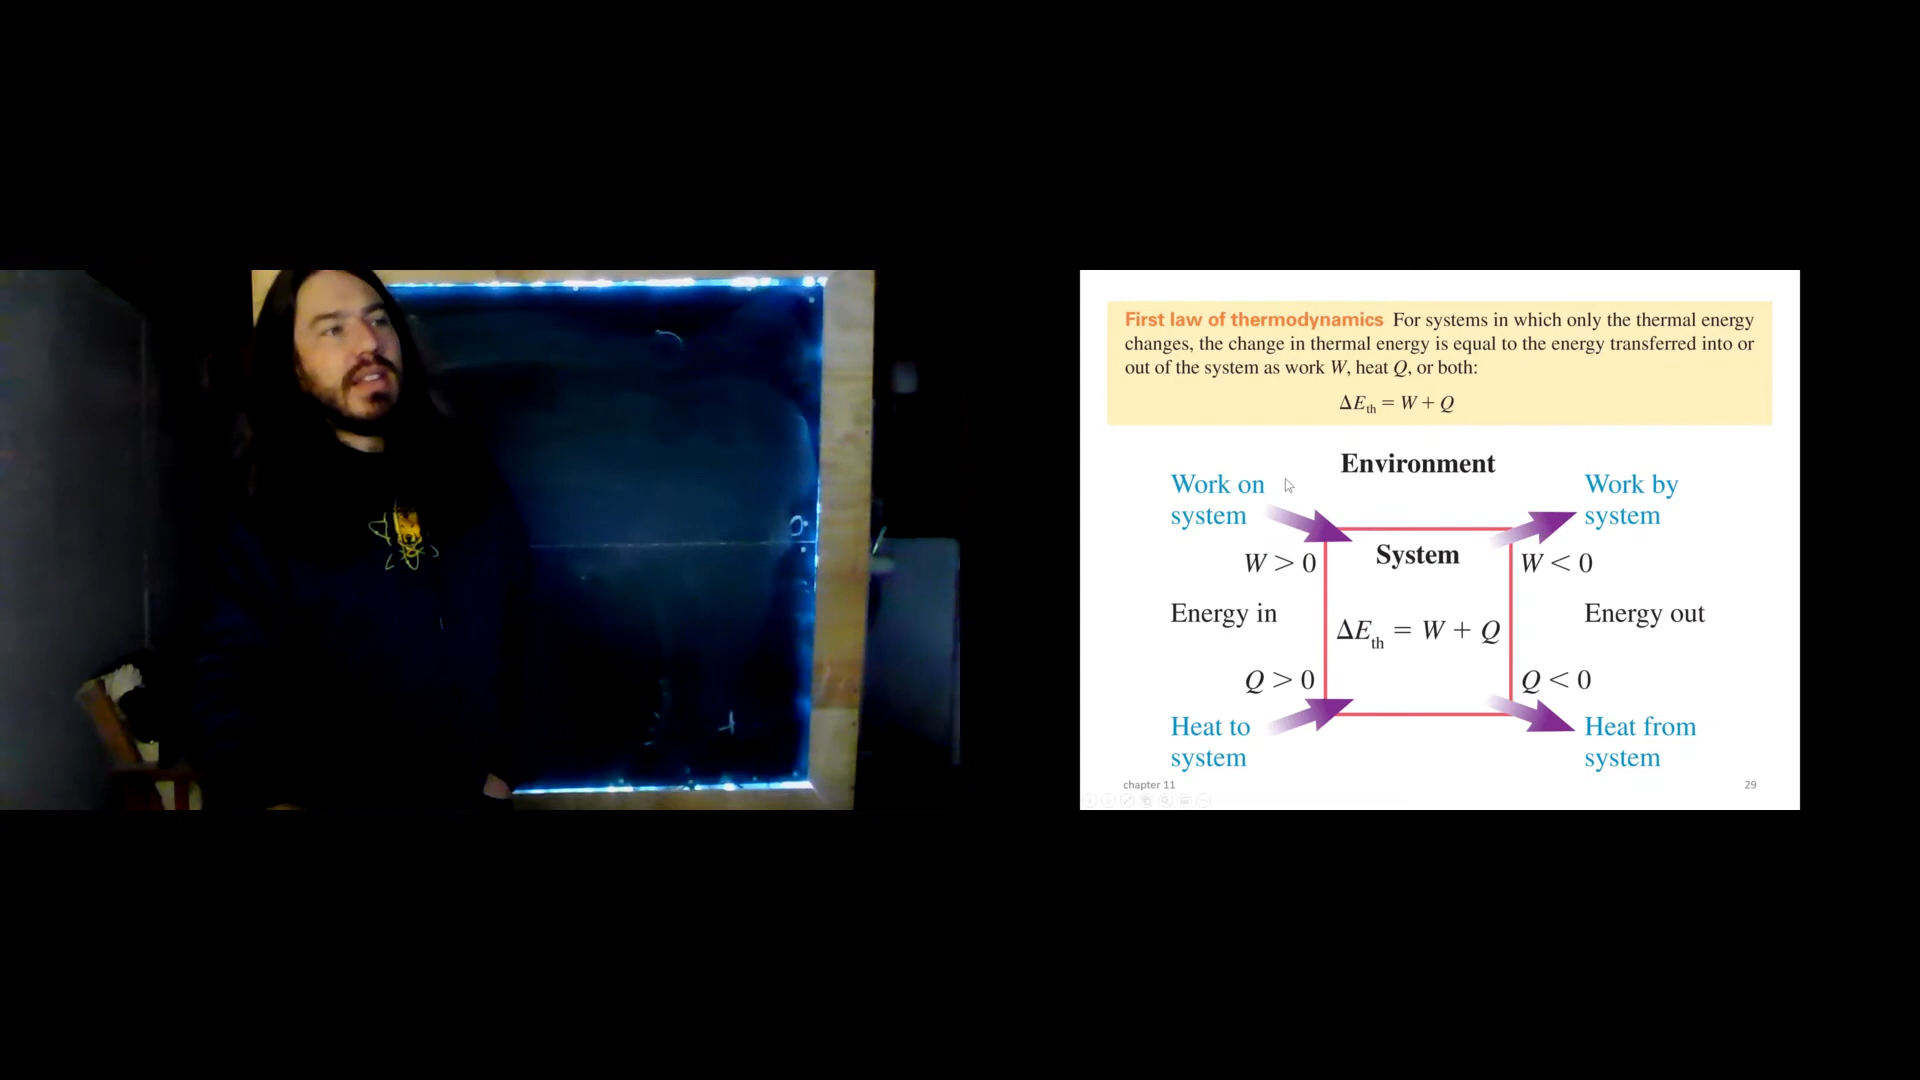 First law of thermodynamics For systems in which only the thermal energy
changes, the change in thermal energy is equal to the energy transferred into or
out of the system as work W, heat Q, or both:
ΔE_th = W + Q
Environment
Work on
system
Work by
system
System
W > 0
W < 0
Energy in
ΔE_th = W + Q
Energy out
Q > 0
Q < 0
Heat to
system
Heat from
system
chapter 11
29